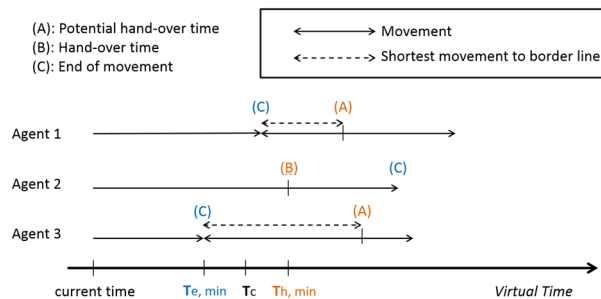 (A): Potential hand-over time
(B): Hand-over time
(C): End of movement
Movement
Shortest movement to border line
(C) (A)
Agent 1
(B) (C)
Agent 2
(C) (A)
Agent 3
current time Te, min Tc Th, min Virtual Time